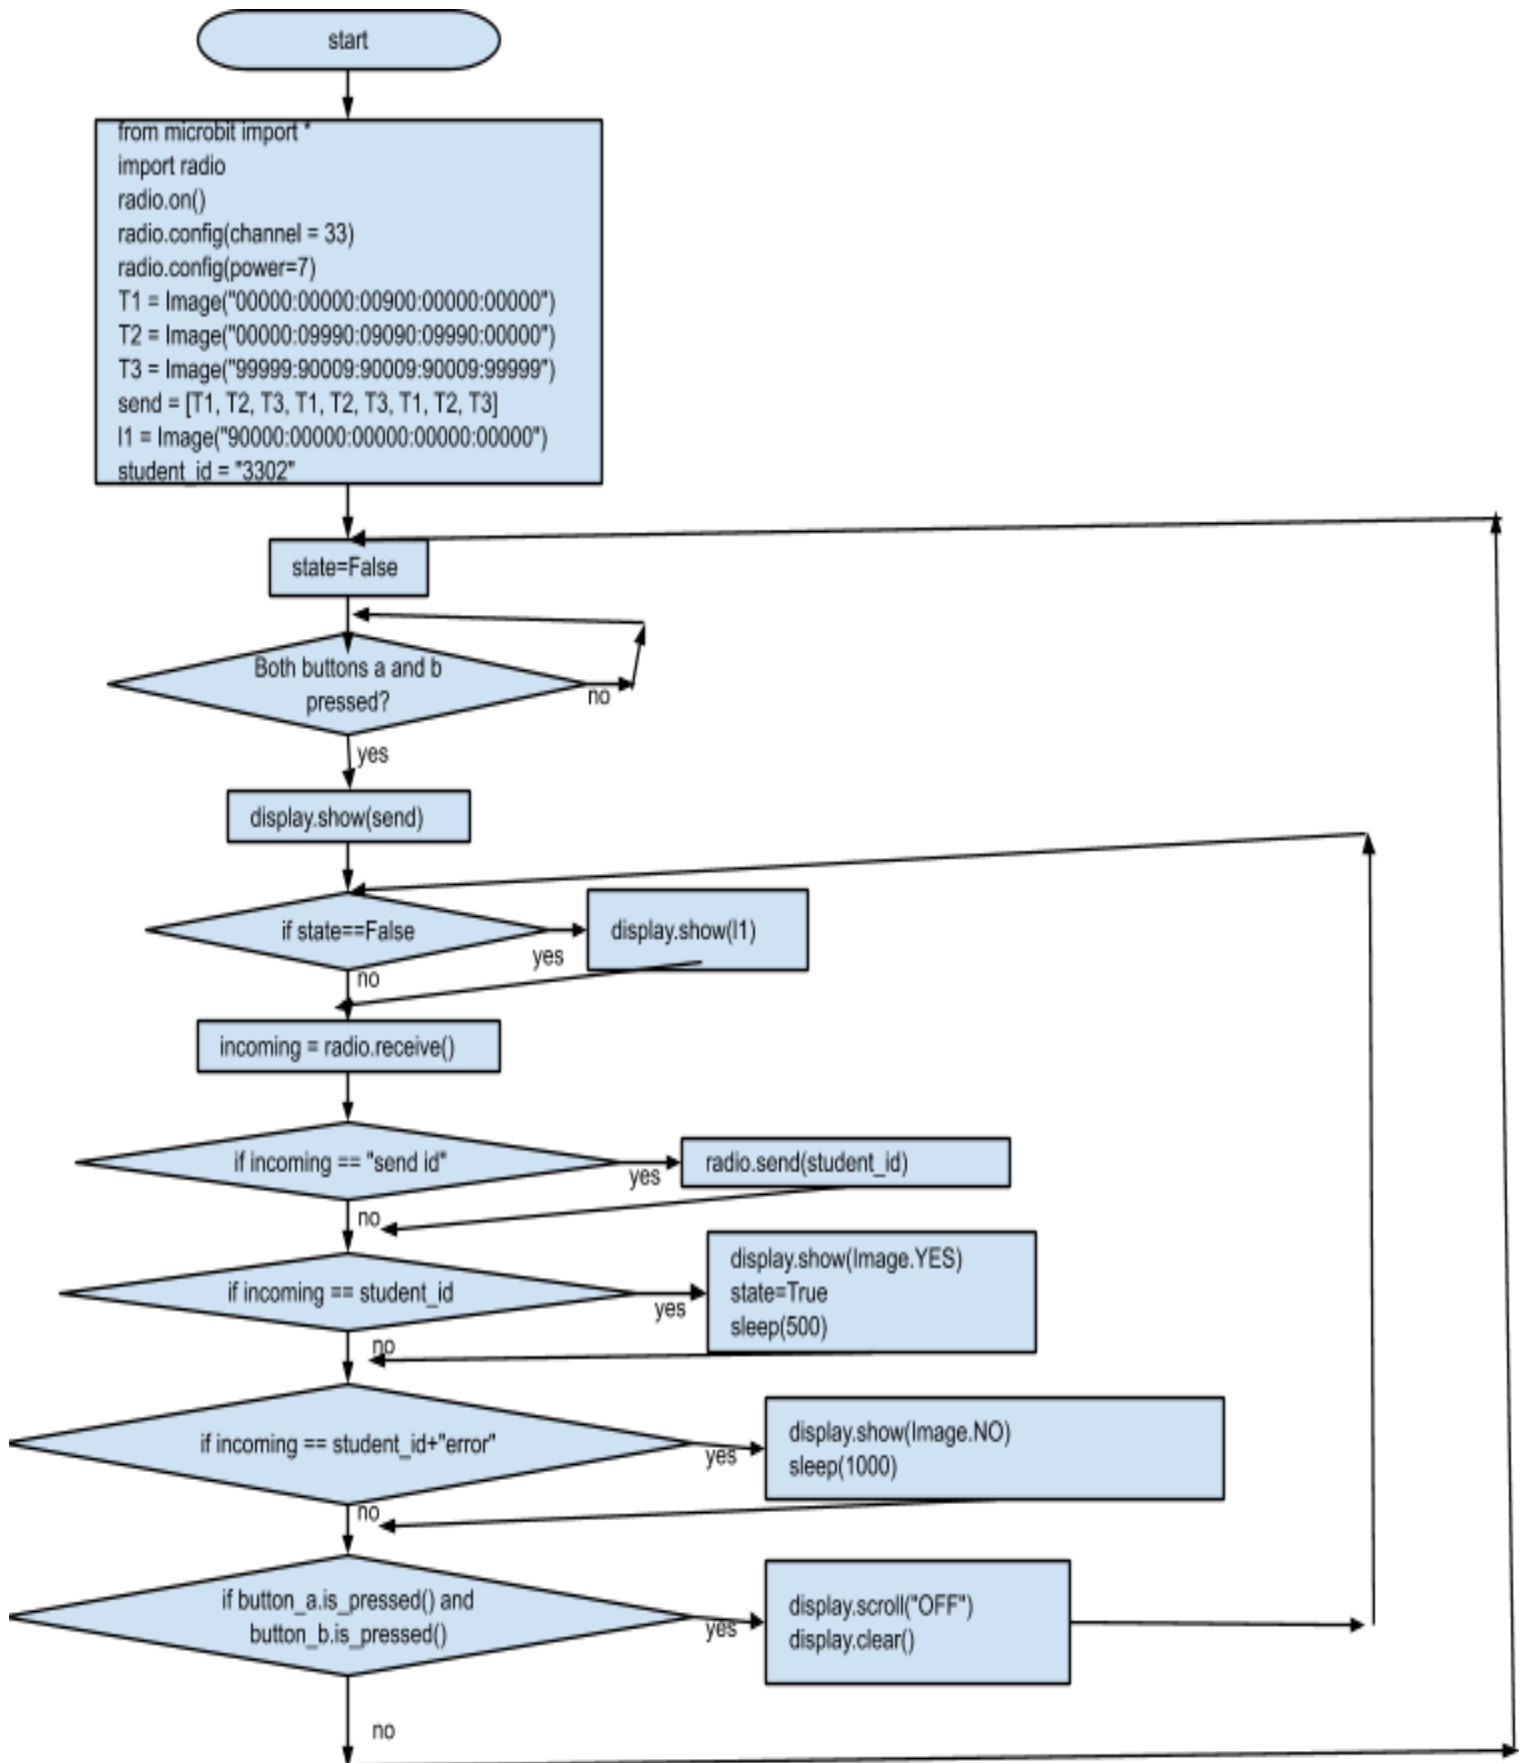 start
from microbit import *
import radio
radio.on()
radio.config(channel = 33)
radio.config(power=7)
T1 = Image("00000:00000:00900:00000:00000")
T2 = Image("00000:09990:09090:09990:00000")
T3 = Image("99999:90009:90009:90009:99999")
send = [T1, T2, T3, T1, T2, T3, T1, T2, T3]
I1 = Image("90000:00000:00000:00000:00000")
student_id = "3302"
state=False
Both buttons a and b
pressed?
no
yes
display.show(send)
if state==False
yes
display.show(I1)
no
incoming = radio.receive()
if incoming == "send id"
yes
radio.send(student_id)
no
if incoming == student_id
yes
display.show(Image.YES)
state=True
sleep(500)
no
if incoming == student_id+"error"
yes
display.show(Image.NO)
sleep(1000)
no
if button_a.is_pressed() and
button_b.is_pressed()
yes
display.scroll("OFF")
display.clear()
no